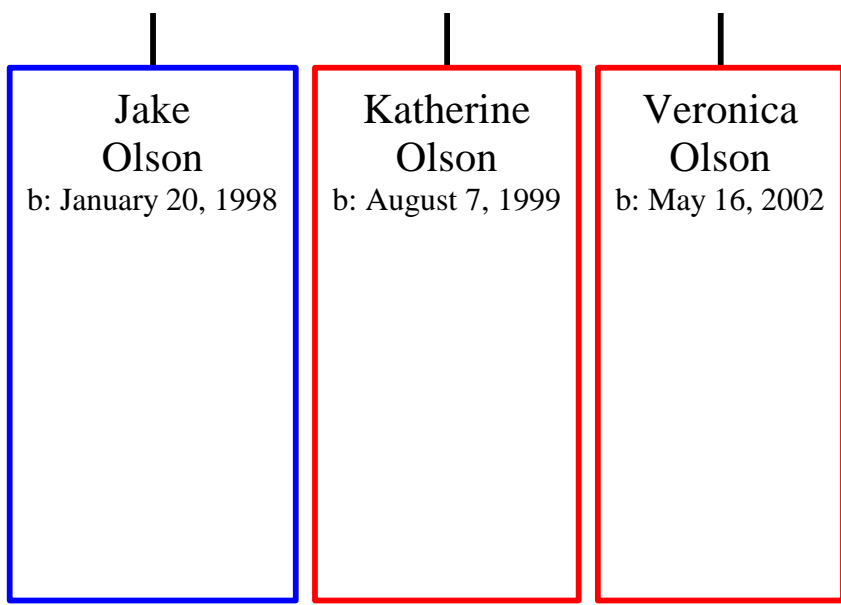 Jake
Olson
b: January 20, 1998
Katherine
Olson
b: August 7, 1999
Veronica
Olson
b: May 16, 2002